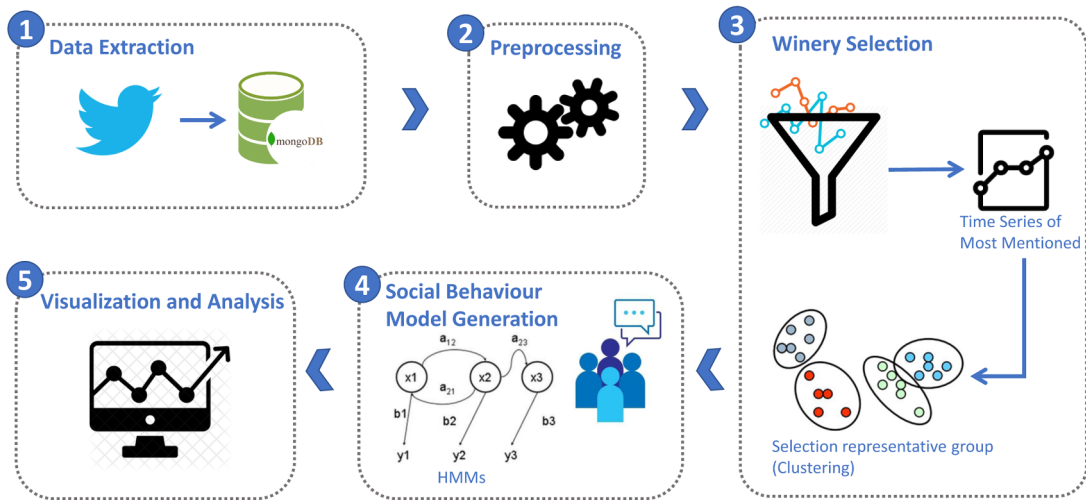 1
Data Extraction
mongoDB
2
Preprocessing
3
Winery Selection
Time Series of
Most Mentioned
Selection representative group
(Clustering)
4
Social Behaviour
Model Generation
a12
a23
x1
x2
x3
a21
b1
b2
b3
y1
y2
y3
HMMs
5
Visualization and Analysis